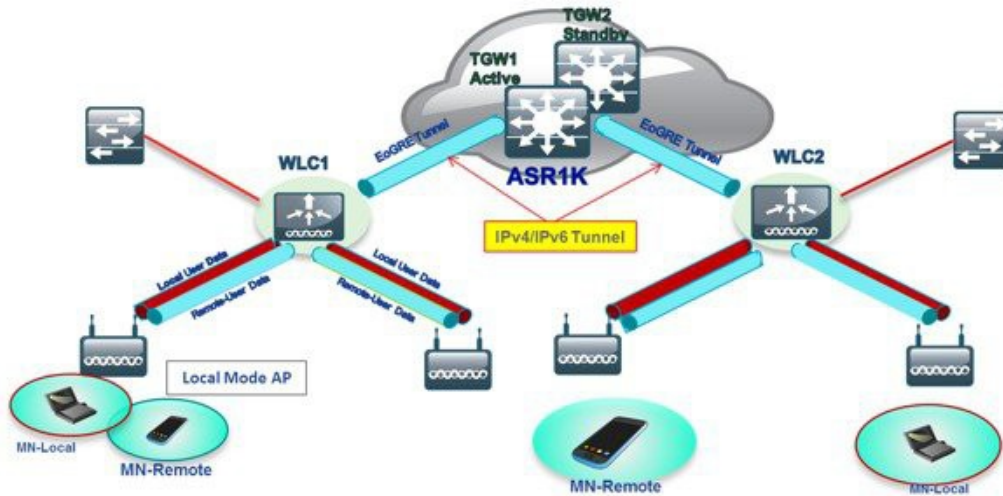 TGW2
Standby
TGW1
Active
EoGRE Tunnel
EoGRE Tunnel
WLC1
WLC2
ASR1K
IPv4/IPv6 Tunnel
Local User Data
Remote-User Data
Local User Data
Remote-User Data
Local Mode AP
MN-Local
MN-Remote
MN-Remote
MN-Local